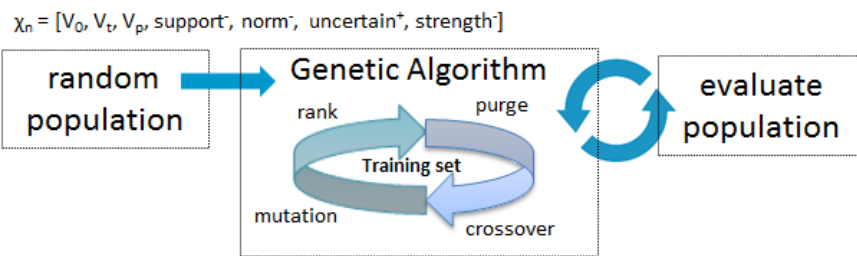 χₙ = [V₀, Vₜ, Vₚ, support⁻, norm⁻, uncertain⁺, strength⁻]
random
population
Genetic Algorithm
rank
purge
Training set
mutation
crossover
evaluate
population